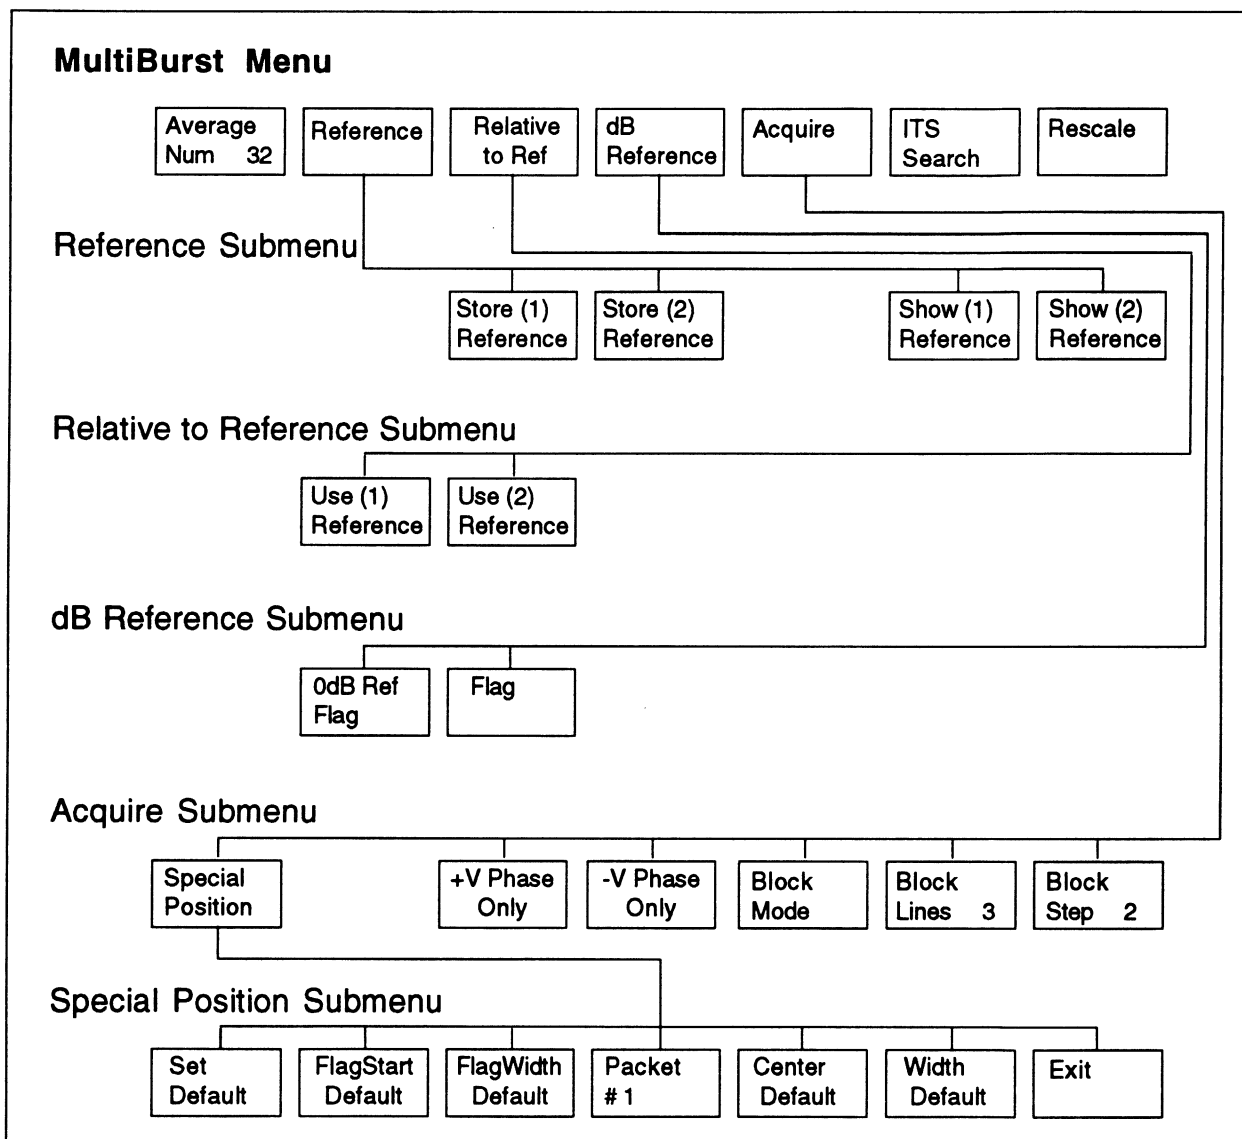 MultiBurst Menu
Average
Num 32
Reference
Relative
to Ref
dB
Reference
Acquire
ITS
Search
Rescale
Reference Submenu
Store (1)
Reference
Store (2)
Reference
Show (1)
Reference
Show (2)
Reference
Relative to Reference Submenu
Use (1)
Reference
Use (2)
Reference
dB Reference Submenu
0dB Ref
Flag
Flag
Acquire Submenu
Special
Position
+V Phase
Only
-V Phase
Only
Block
Mode
Block
Lines 3
Block
Step 2
Special Position Submenu
Set
Default
FlagStart
Default
FlagWidth
Default
Packet
# 1
Center
Default
Width
Default
Exit